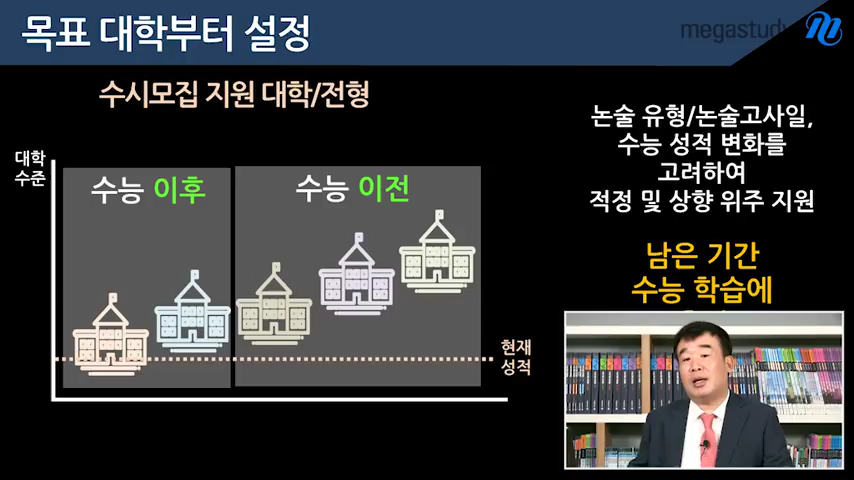 목표 대학부터 설정
megastudy
수시모집 지원 대학/전형
논술 유형/논술고사일,
수능 성적 변화를
고려하여
적정 및 상향 위주 지원
대학
수준
수능 이후
수능 이전
남은 기간
수능 학습에
현재
성적